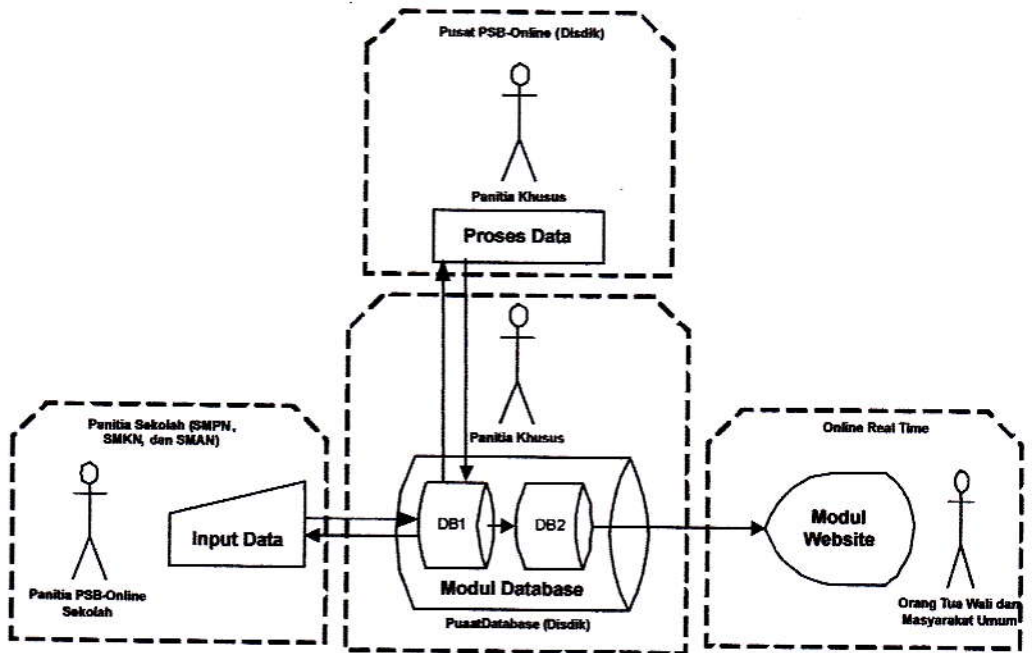 Pusat PSB-Online (Disdik)
Panitia Khusus
Proses Data
Panitia Khusus
Panitia Sekolah (SMPN,
SMKN, dan SMAN)
Input Data
Panitia PSB-Online
Sekolah
DB1
DB2
Modul Database
PusatDatabase (Disdik)
Online Real Time
Modul
Website
Orang Tua Wali dan
Masyarakat Umum